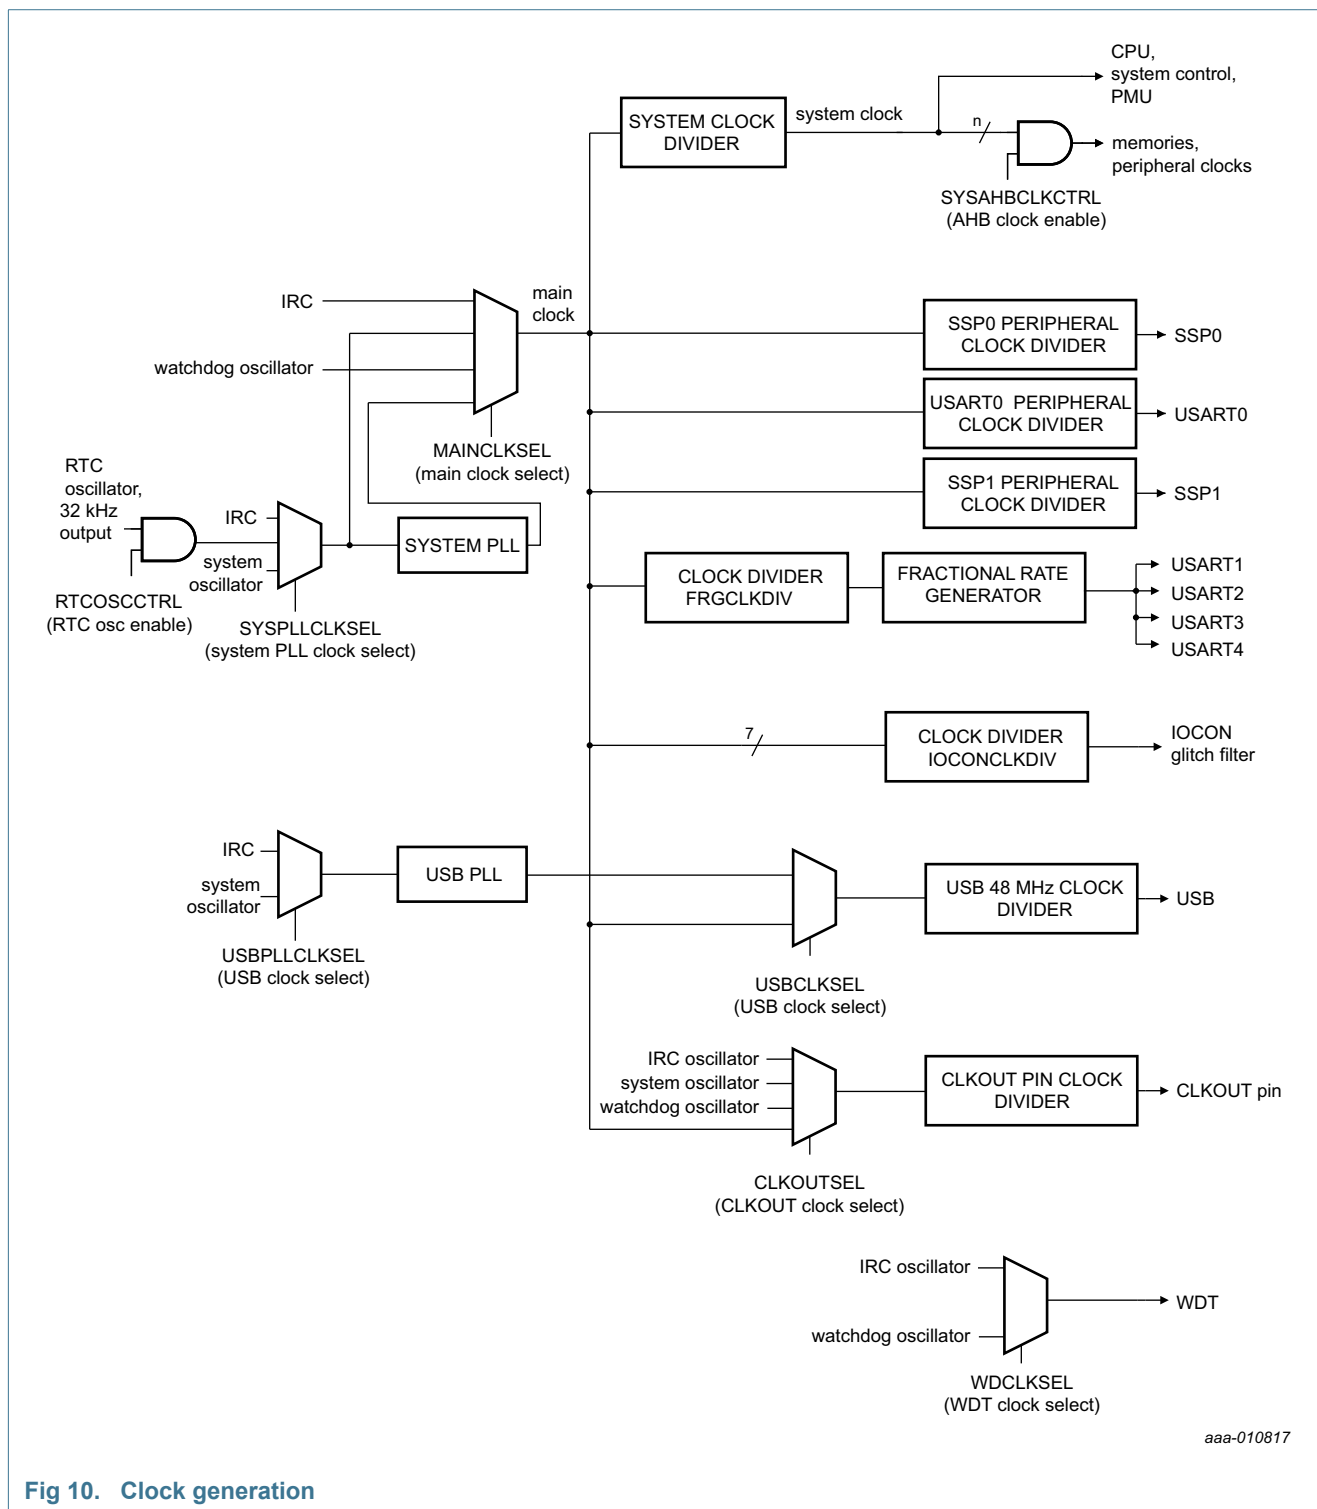 CPU,
system control,
PMU
SYSTEM CLOCK
DIVIDER
system clock
n
memories,
peripheral clocks
SYSAHBCLKCTRL
(AHB clock enable)
IRC
main
clock
watchdog oscillator
MAINCLKSEL
(main clock select)
SSP0 PERIPHERAL
CLOCK DIVIDER
SSP0
USART0 PERIPHERAL
CLOCK DIVIDER
USART0
SSP1 PERIPHERAL
CLOCK DIVIDER
SSP1
RTC
oscillator,
32 kHz
output
RTCOSCCTRL
(RTC osc enable)
IRC
system
oscillator
SYSPLLCLKSEL
(system PLL clock select)
SYSTEM PLL
CLOCK DIVIDER
FRGCLKDIV
FRACTIONAL RATE
GENERATOR
USART1
USART2
USART3
USART4
7
CLOCK DIVIDER
IOCONCLKDIV
IOCON
glitch filter
IRC
system
oscillator
USBPLLCLKSEL
(USB clock select)
USB PLL
USBCLKSEL
(USB clock select)
USB 48 MHz CLOCK
DIVIDER
USB
IRC oscillator
system oscillator
watchdog oscillator
CLKOUTSEL
(CLKOUT clock select)
CLKOUT PIN CLOCK
DIVIDER
CLKOUT pin
IRC oscillator
watchdog oscillator
WDCLKSEL
(WDT clock select)
WDT
aaa-010817
Fig 10. Clock generation